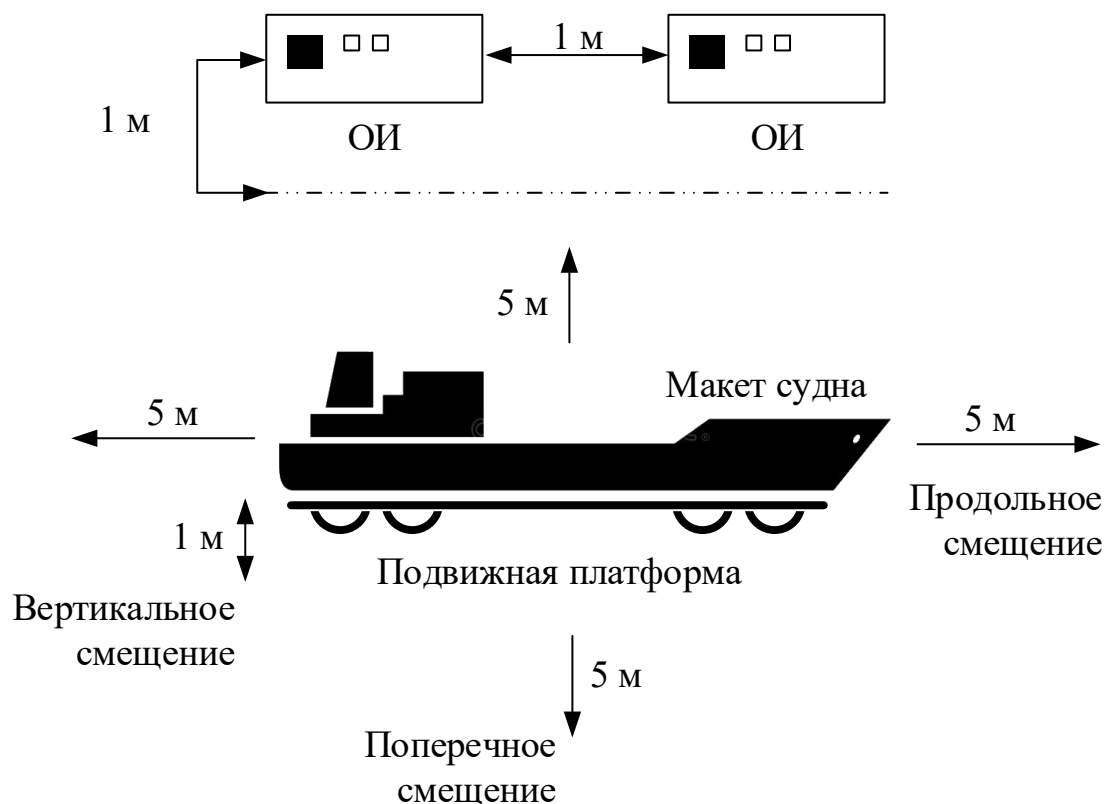 1 м
1 м
ОИ
ОИ
5 м
Макет судна
5 м
5 м
Продольное
смещение
1 м
Подвижная платформа
Вертикальное
смещение
5 м
Поперечное
смещение